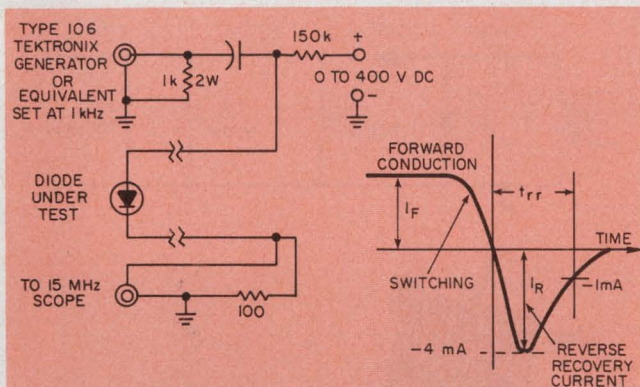 TYPE 106
TEKTRONIX
GENERATOR
OR
EQUIVALENT
SET AT 1 kHz
1k
2W
150k
+
0 TO 400 V DC
-
DIODE
UNDER
TEST
TO 15 MHz
SCOPE
100
FORWARD
CONDUCTION
trr
IF
TIME
SWITCHING
IR
-1mA
-4 mA
REVERSE
RECOVERY
CURRENT